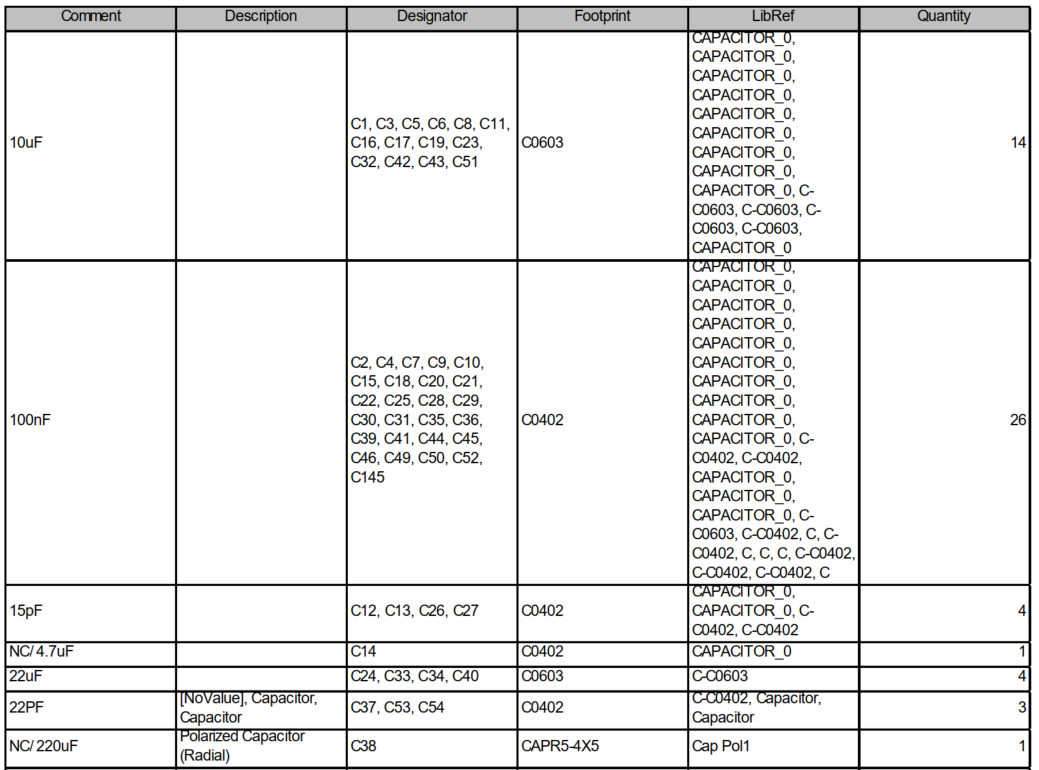 Comment Description Designator Footprint LibRef Quantity
10uF
C1, C3, C5, C6, C8, C11,
C16, C17, C19, C23,
C32, C42, C43, C51
C0603
CAPACITOR_0,
CAPACITOR_0,
CAPACITOR_0,
CAPACITOR_0,
CAPACITOR_0,
CAPACITOR_0,
CAPACITOR_0,
CAPACITOR_0,
CAPACITOR_0, C-
C0603, C-C0603, C-
C0603, C-C0603,
CAPACITOR_0
14
100nF
C2, C4, C7, C9, C10,
C15, C18, C20, C21,
C22, C25, C28, C29,
C30, C31, C35, C36,
C39, C41, C44, C45,
C46, C49, C50, C52,
C145
C0402
CAPACITOR_0,
CAPACITOR_0,
CAPACITOR_0,
CAPACITOR_0,
CAPACITOR_0,
CAPACITOR_0,
CAPACITOR_0,
CAPACITOR_0,
CAPACITOR_0,
CAPACITOR_0, C-
C0402, C-C0402,
CAPACITOR_0,
CAPACITOR_0,
CAPACITOR_0, C-
C0603, C-C0402, C, C-
C0402, C, C, C, C-C0402,
C-C0402, C-C0402, C
26
15pF
C12, C13, C26, C27
C0402
CAPACITOR_0,
CAPACITOR_0, C-
C0402, C-C0402
4
NC/4.7uF C14 C0402 CAPACITOR_0 1
22uF C24, C33, C34, C40 C0603 C-C0603 4
22PF
[NoValue], Capacitor,
Capacitor
C37, C53, C54
C0402
C-C0402, Capacitor,
Capacitor
3
NC/220uF
Polarized Capacitor
(Radial)
C38
CAPR5-4X5
Cap Pol1
1